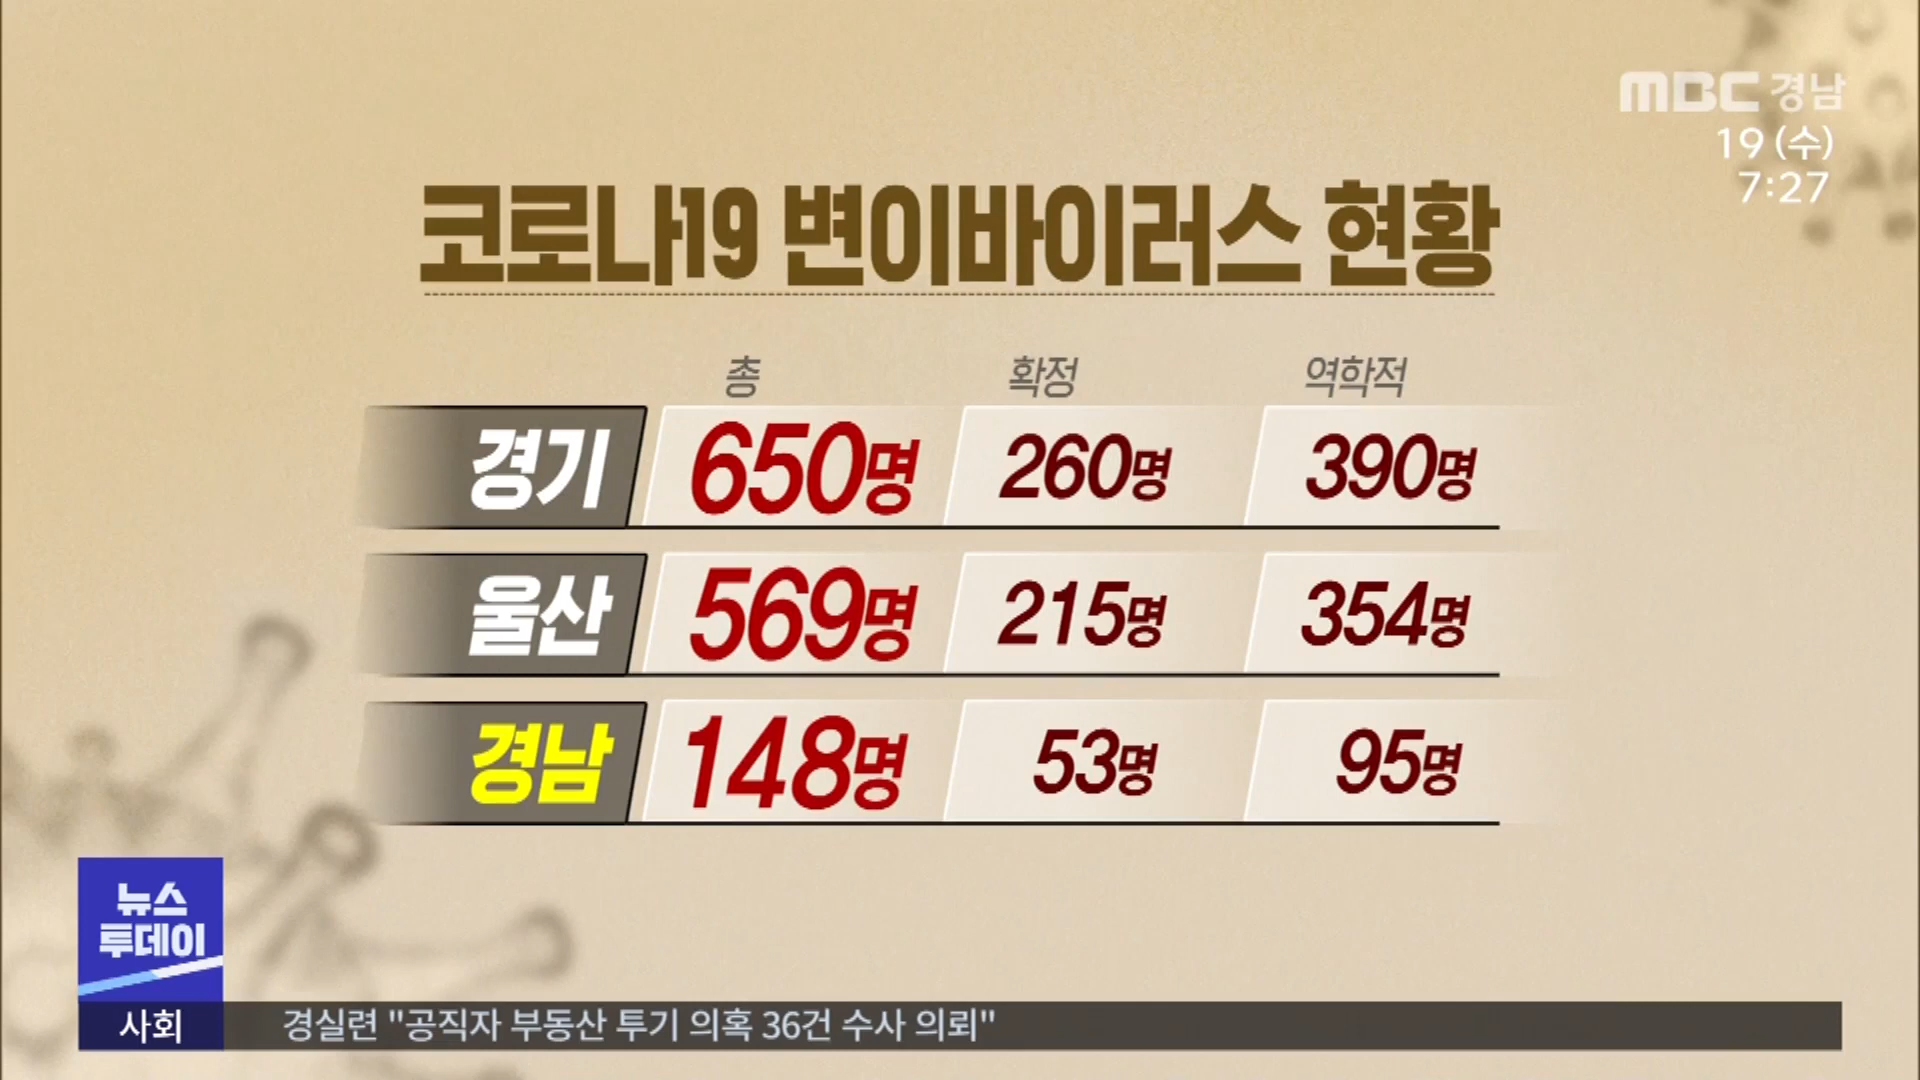 MBC 경남
19 (수)
7:27
코로나19 변이바이러스 현황
총 확정 역학적
경기 650명 260명 390명
울산 569명 215명 354명
경남 148명 53명 95명
뉴스
투데이
사회 경실련 "공직자 부동산 투기 의혹 36건 수사 의뢰"